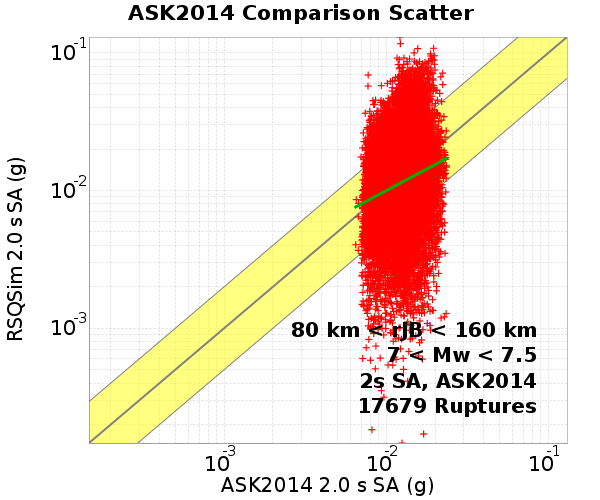 ASK2014 Comparison Scatter
RSQSim 2.0 s SA (g)
10-1
10-2
10-3
80 km < rJB < 160 km
7 < Mw < 7.5
2s SA, ASK2014
17679 Ruptures
10-3 10-2 10-1
ASK2014 2.0 s SA (g)